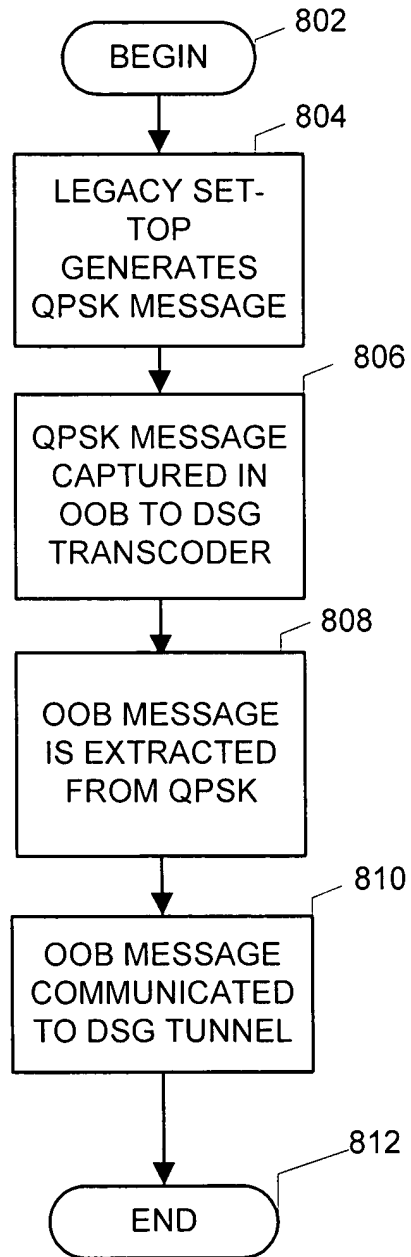 802
BEGIN
804
LEGACY SET-
TOP
GENERATES
QPSK MESSAGE
806
QPSK MESSAGE
CAPTURED IN
OOB TO DSG
TRANSCODER
808
OOB MESSAGE
IS EXTRACTED
FROM QPSK
810
OOB MESSAGE
COMMUNICATED
TO DSG TUNNEL
812
END